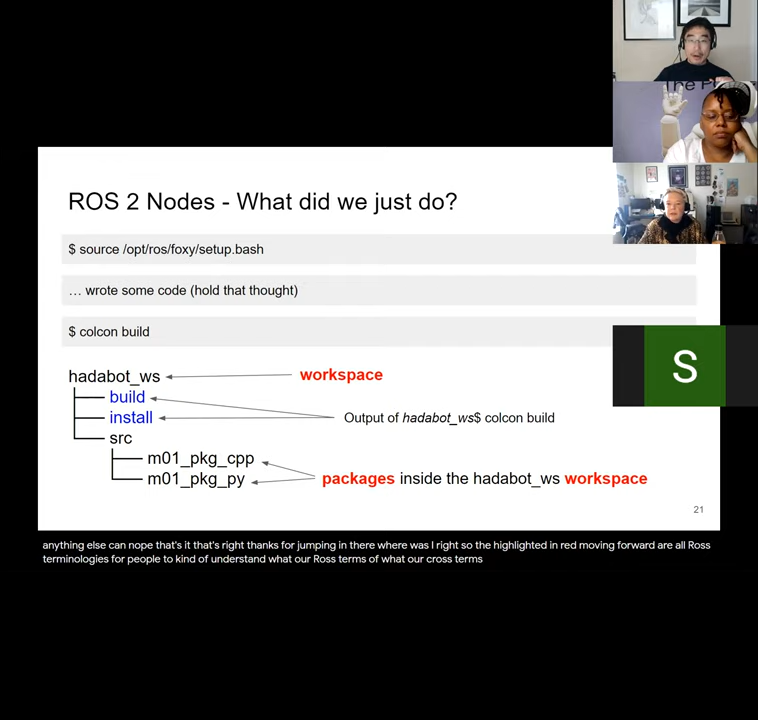 The P
ROS 2 Nodes - What did we just do?
$ source /opt/ros/foxy/setup.bash
… wrote some code (hold that thought)
$ colcon build
hadabot_ws
workspace
build
install
Output of hadabot_ws$ colcon build
src
m01_pkg_cpp
m01_pkg_py
packages inside the hadabot_ws workspace
21
S
anything else can nope that's it that's right thanks for jumping in there where was I right so the highlighted in red moving forward are all Ross
terminologies for people to kind of understand what our Ross terms of what our cross terms